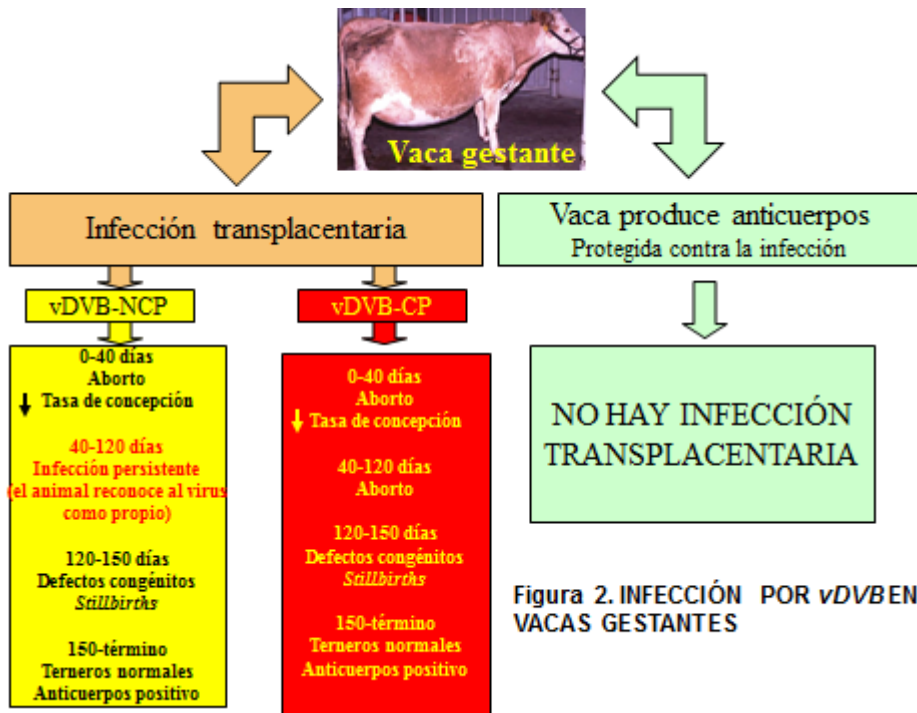 Vaca gestante
Infección transplacentaria
Vaca produce anticuerpos
Protegida contra la infección
vDVB-NCP
vDVB-CP
0-40 días
Aborto
↓ Tasa de concepción
40-120 días
Infección persistente
(el animal reconoce al virus
como propio)
120-150 días
Defectos congénitos
Stillbirths
150-término
Terneros normales
Anticuerpos positivo
0-40 días
Aborto
↓ Tasa de concepción
40-120 días
Aborto
120-150 días
Defectos congénitos
Stillbirths
150-término
Terneros normales
Anticuerpos positivo
NO HAY INFECCIÓN
TRANSPLACENTARIA
Figura 2. INFECCIÓN POR vDVB EN
VACAS GESTANTES